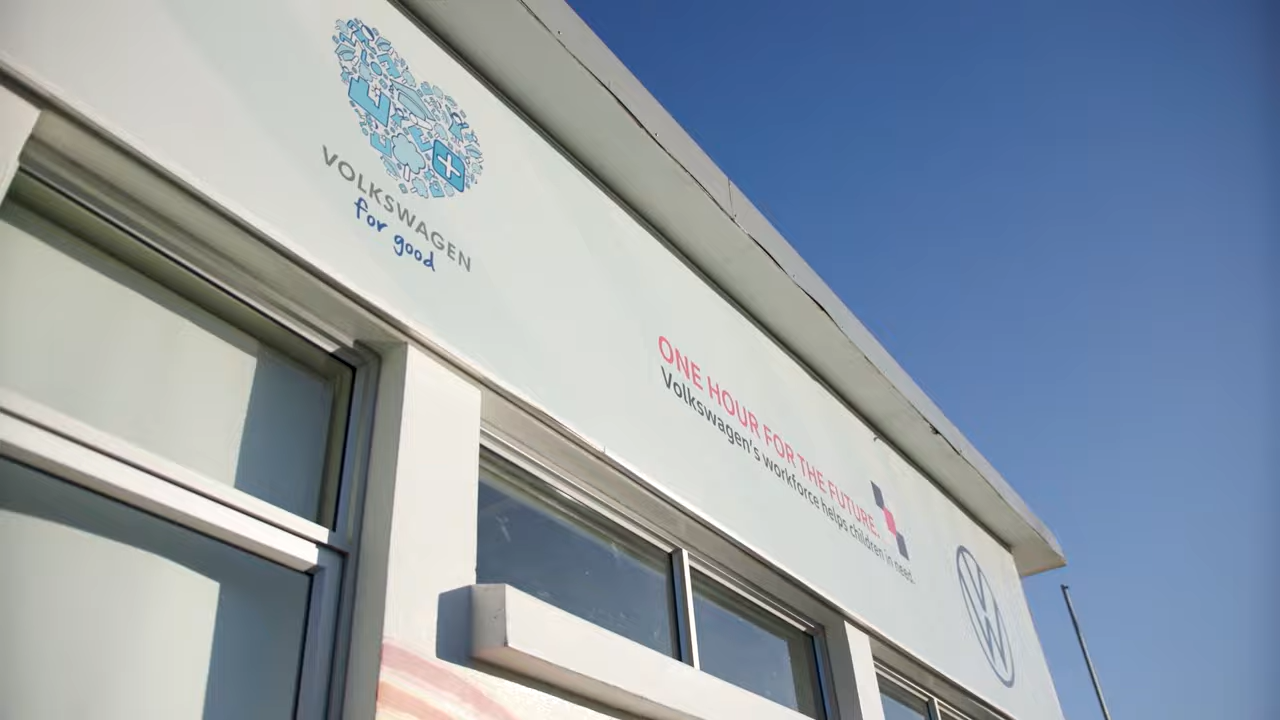 VOLKSWAGEN
for good
ONE HOUR FOR THE FUTURE.
Volkswagen's workforce helps children in need.